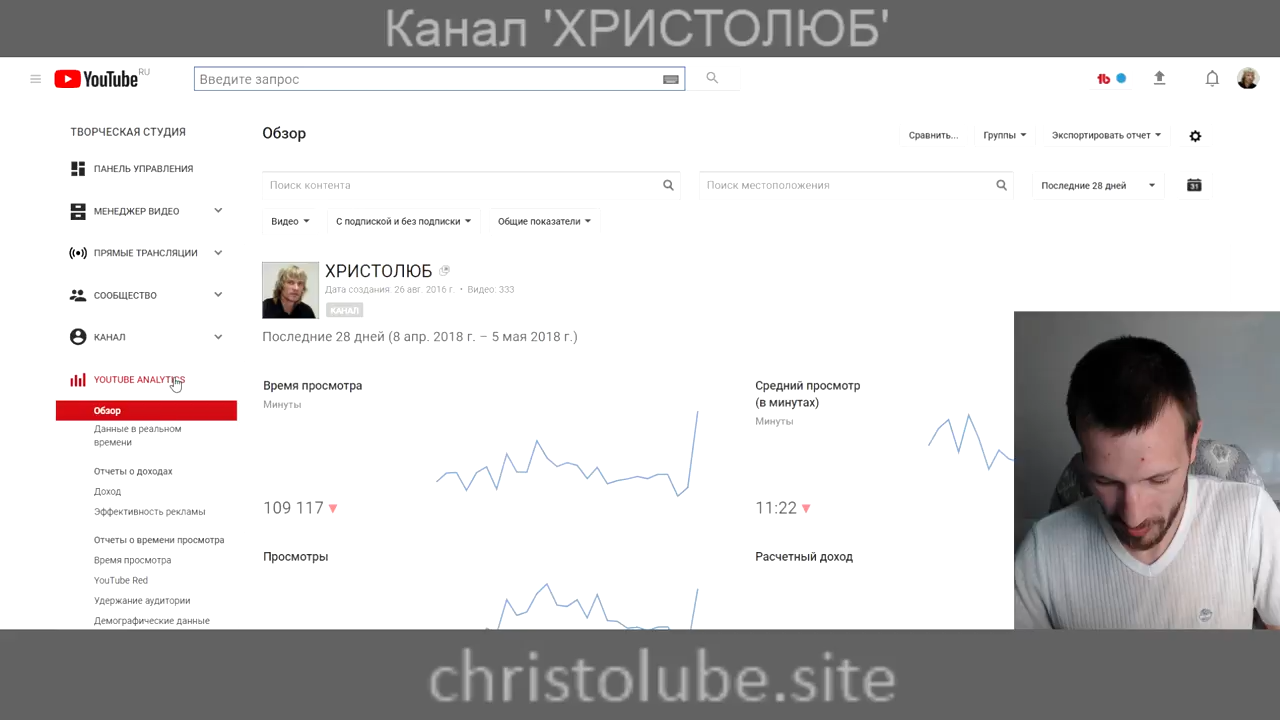 Канал 'ХРИСТОЛЮБ'
YouTube RU
Введите запрос
ТВОРЧЕСКАЯ СТУДИЯ
ПАНЕЛЬ УПРАВЛЕНИЯ
МЕНЕДЖЕР ВИДЕО
ПРЯМЫЕ ТРАНСЛЯЦИИ
СООБЩЕСТВО
КАНАЛ
YOUTUBE ANALYTICS
Обзор
Данные в реальном
времени
Отчеты о доходах
Доход
Эффективность рекламы
Отчеты о времени просмотра
Время просмотра
YouTube Red
Удержание аудитории
Демографические данные
Обзор
Сравнить...
Группы
Экспортировать отчет
Поиск контента
Поиск местоположения
Последние 28 дней
31
Видео
С подпиской и без подписки
Общие показатели
ХРИСТОЛЮБ
Дата создания: 26 авг. 2016 г. • Видео: 333
КАНАЛ
Последние 28 дней (8 апр. 2018 г. – 5 мая 2018 г.)
Время просмотра
Минуты
109 117
Средний просмотр
(в минутах)
Минуты
11:22
Просмотры
Расчетный доход
christolube.site